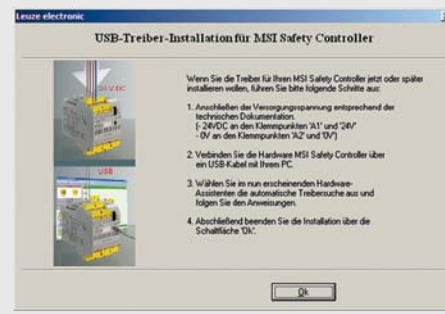 Leuze electronic
USB-Treiber-Installation für MSI Safety Controller
24 V DC
USB
Wenn Sie die Treiber für Ihren MSI Safety Controller jetzt oder später
installieren wollen, führen Sie bitte folgende Schritte aus:
1. Anschließen der Versorgungsspannung entsprechend der
technischen Dokumentation.
(- 24VDC an den Klemmpunkten 'A1' und '24V'
- 0V an den Klemmpunkten 'A2' und '0V')
2. Verbinden Sie die Hardware MSI Safety Controller über
ein USB-Kabel mit Ihrem PC.
3. Wählen Sie im nun erscheinenden Hardware-
Assistenten die automatische Treibersuche aus und
folgen Sie den Anweisungen.
4. Abschließend beenden Sie die Installation über die
Schaltfläche 'Ok'.
Ok